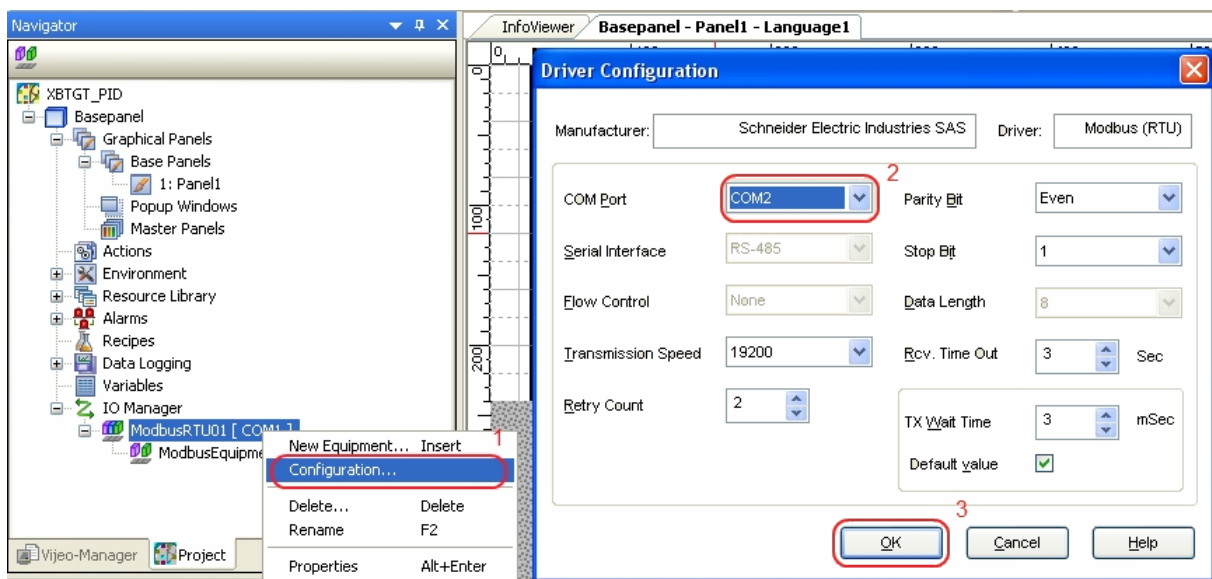 Navigator
XBTGT_PID
Basepanel
Graphical Panels
Base Panels
1: Panel1
Popup Windows
Master Panels
Actions
Environment
Resource Library
Alarms
Recipes
Data Logging
Variables
IO Manager
ModbusRTU01 [ COM1 ]
ModbusEquipme
Vijeo-Manager
Project
1
New Equipment... Insert
Configuration...
Delete... Delete
Rename F2
Properties Alt+Enter
InfoViewer
Basepanel - Panel1 - Language1
0
0
100
200
Driver Configuration
Manufacturer: Schneider Electric Industries SAS Driver: Modbus (RTU)
2
COM Port COM2 Parity Bit Even
Serial Interface RS-485 Stop Bit 1
Flow Control None Data Length 8
Transmission Speed 19200 Rcv. Time Out 3 Sec
Retry Count 2
TX Wait Time 3 mSec
Default value
3
OK Cancel Help